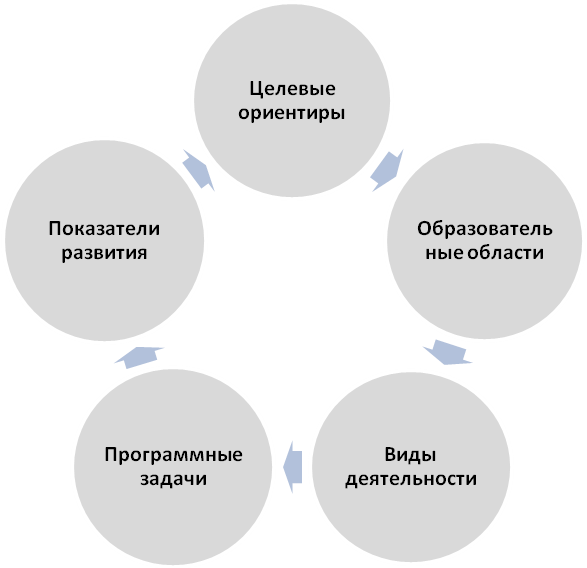 Целевые
ориентиры
Образователь
ные области
Виды
деятельности
Программные
задачи
Показатели
развития